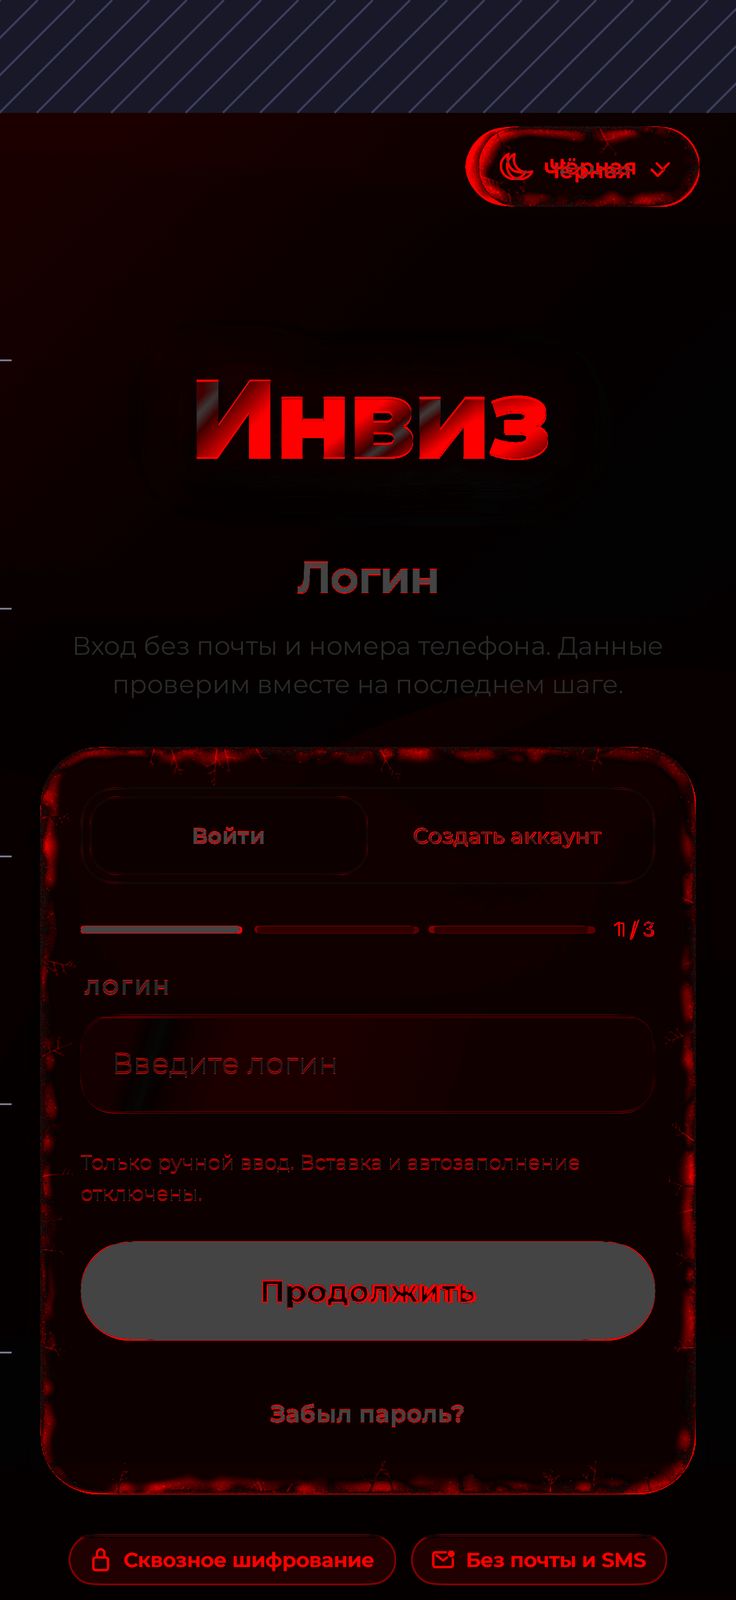 Чёрная
Инвиз
Логин
Вход без почты и номера телефона. Данные
проверим вместе на последнем шаге.
Войти
Создать аккаунт
1/3
ЛОГИН
Введите логин
Только ручной ввод. Вставка и автозаполнение
отключены.
Продолжить
Забыл пароль?
Сквозное шифрование
Без почты и SMS